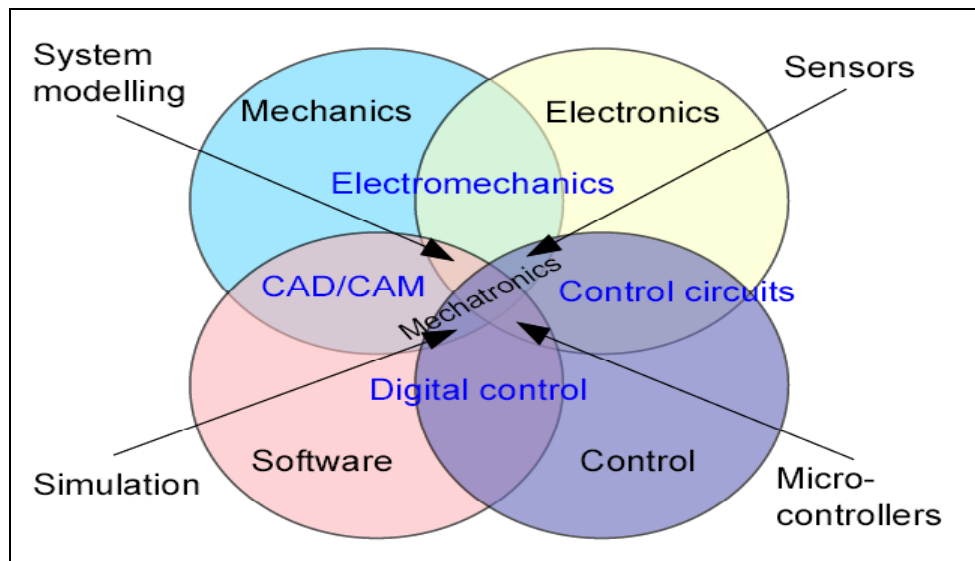 System
modelling
Sensors
Mechanics
Electronics
Electromechanics
CAD/CAM
Mechatronics
Control circuits
Digital control
Software
Control
Simulation
Micro-
controllers